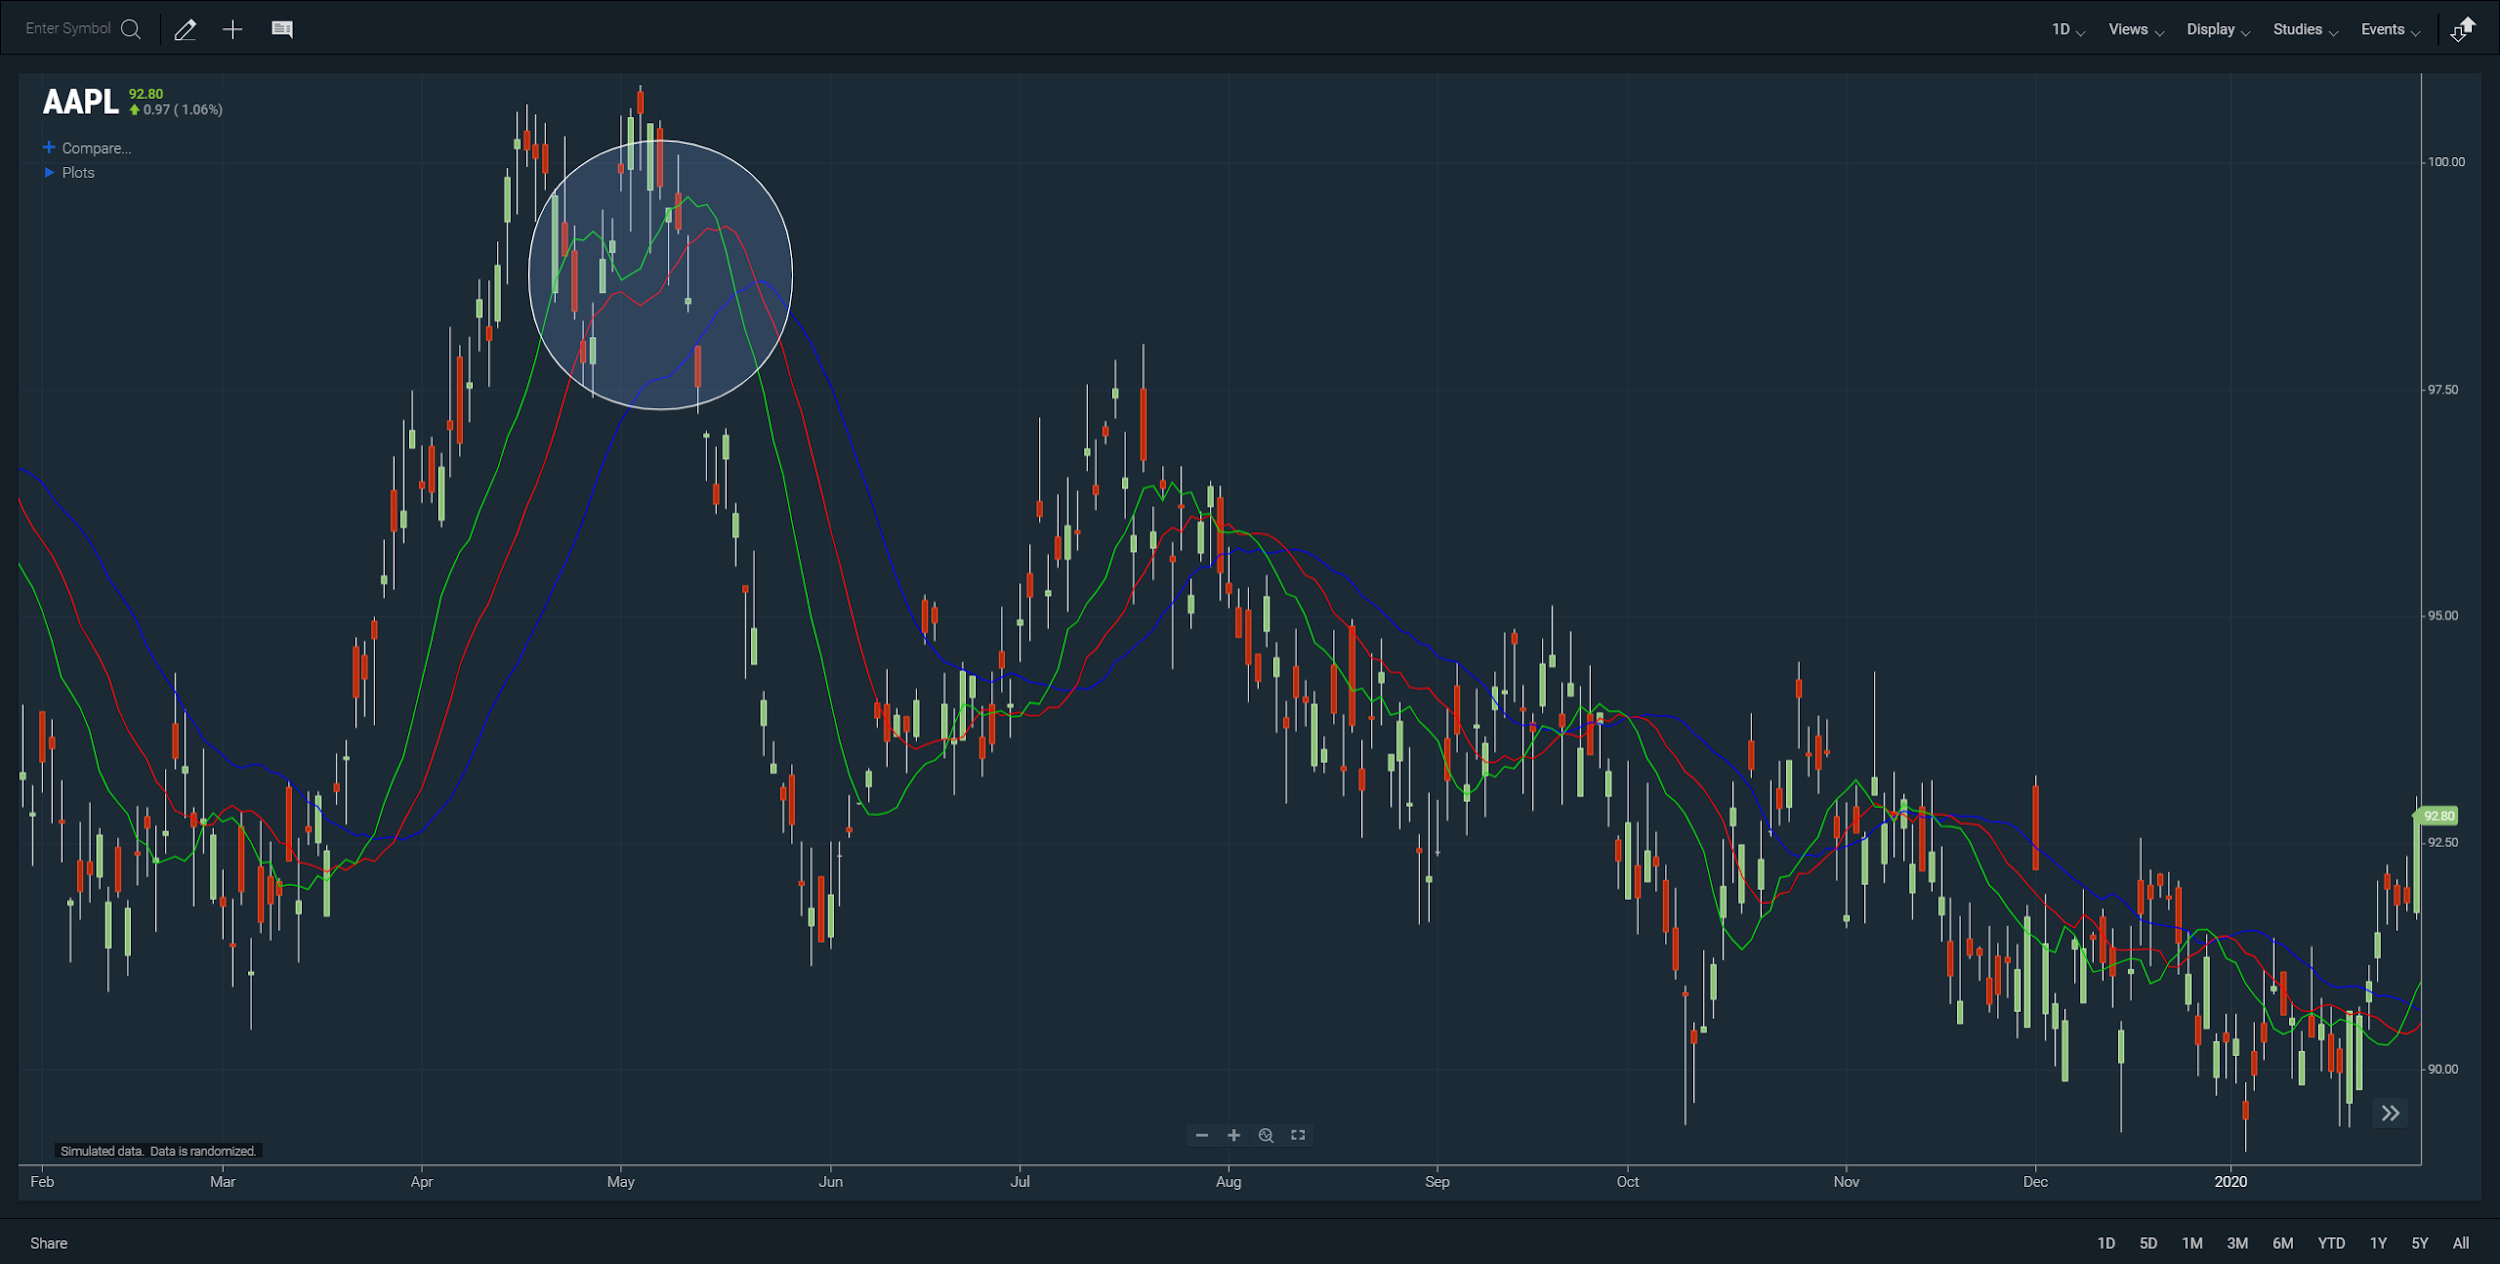 Enter Symbol
1D Views Display Studies Events
AAPL 92.80
0.97 ( 1.06%)
Compare...
Plots
100.00
97.50
95.00
92.80
92.50
90.00
Simulated data. Data is randomized.
Feb Mar Apr May Jun Jul Aug Sep Oct Nov Dec 2020
Share 1D 5D 1M 3M 6M YTD 1Y 5Y All